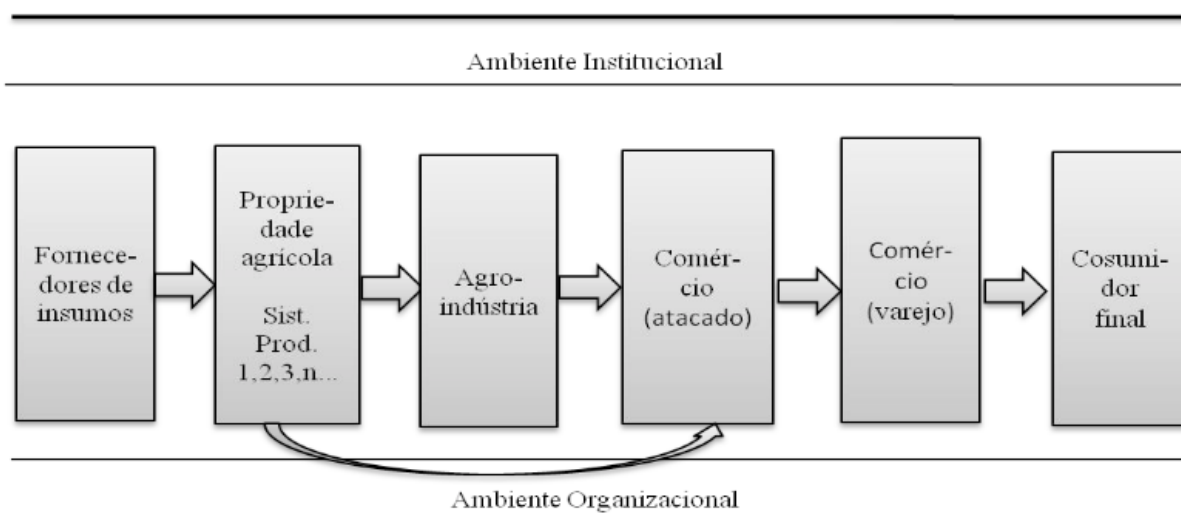 Ambiente Institucional
Fornece-
dores de
insumos
Proprie-
dade
agrícola
Sist.
Prod.
1,2,3,n...
Agro-
indústria
Comér-
cio
(atacado)
Comér-
cio
(varejo)
Cosumi-
dor
final
Ambiente Organizacional